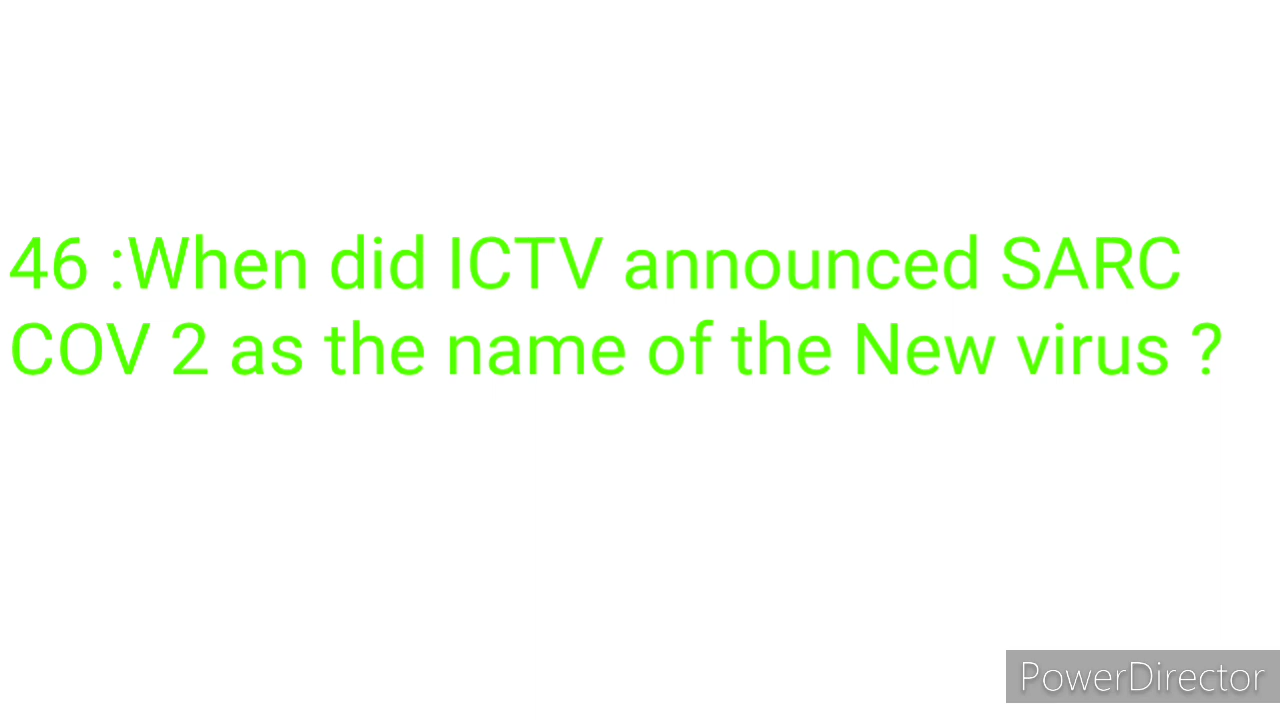 46 :When did ICTV announced SARC
COV 2 as the name of the New virus ?
PowerDirector